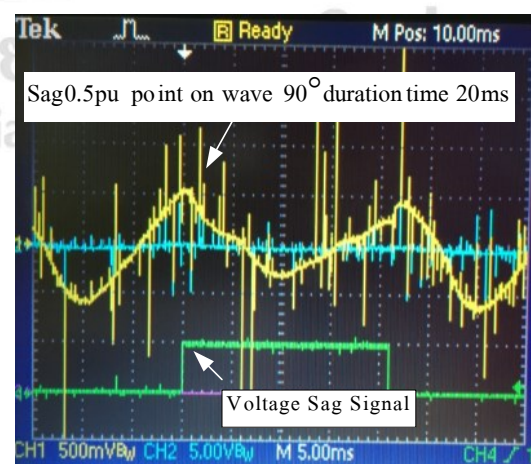 Tek R Ready M Pos: 10.00ms
Sag0.5pu point on wave 90° duration time 20ms
Voltage Sag Signal
CH1 500mVBW CH2 5.00VBW M 5.00ms CH4